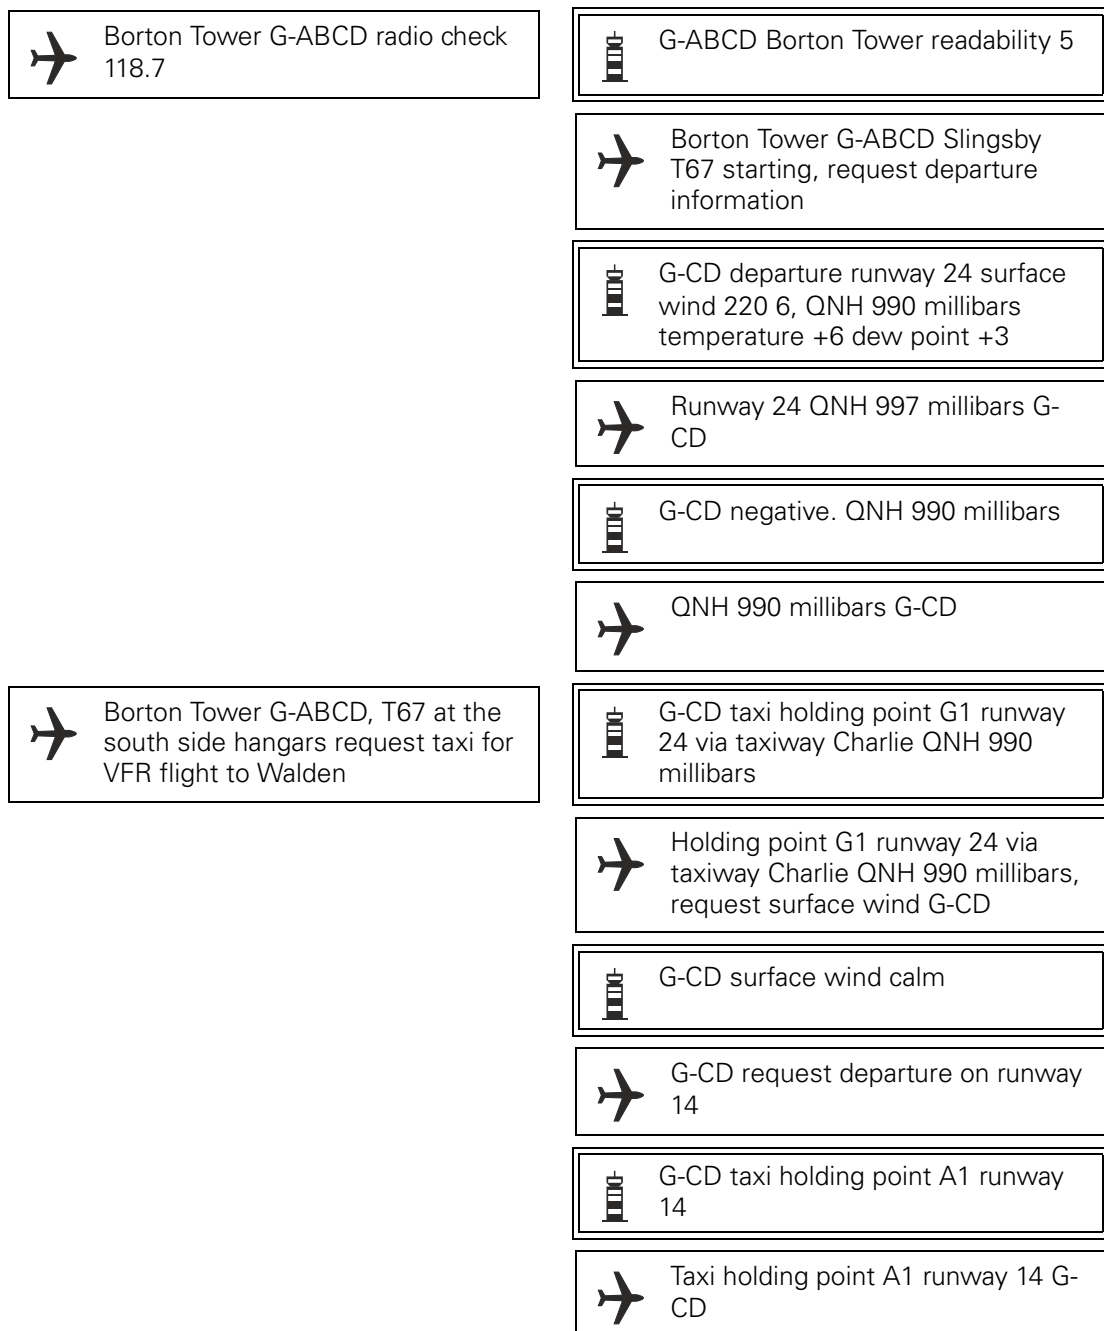 Borton Tower G-ABCD radio check
118.7
G-ABCD Borton Tower readability 5
Borton Tower G-ABCD Slingsby
T67 starting, request departure
information
G-CD departure runway 24 surface
wind 220 6, QNH 990 millibars
temperature +6 dew point +3
Runway 24 QNH 997 millibars G-
CD
G-CD negative. QNH 990 millibars
QNH 990 millibars G-CD
Borton Tower G-ABCD, T67 at the
south side hangars request taxi for
VFR flight to Walden
G-CD taxi holding point G1 runway
24 via taxiway Charlie QNH 990
millibars
Holding point G1 runway 24 via
taxiway Charlie QNH 990 millibars,
request surface wind G-CD
G-CD surface wind calm
G-CD request departure on runway
14
G-CD taxi holding point A1 runway
14
Taxi holding point A1 runway 14 G-
CD